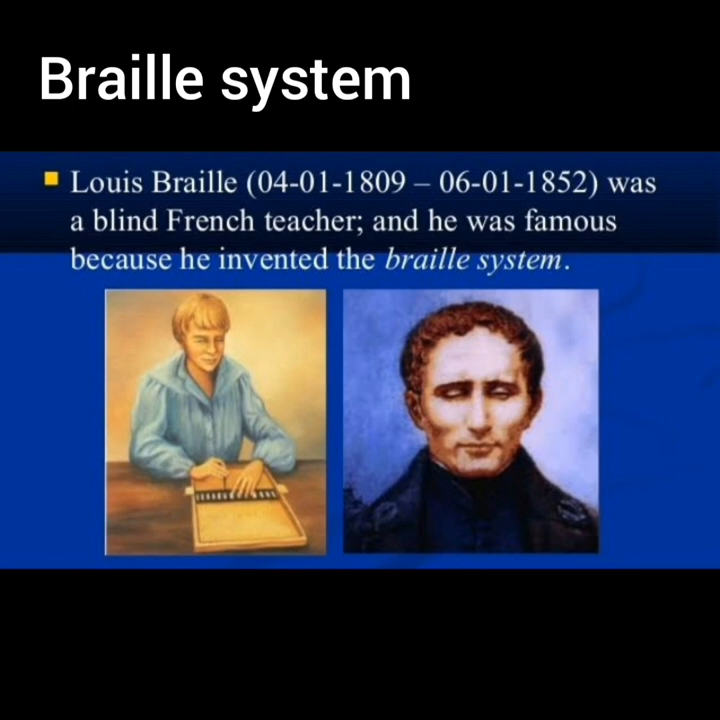 Braille system
Louis Braille (04-01-1809 – 06-01-1852) was
a blind French teacher; and he was famous
because he invented the braille system.